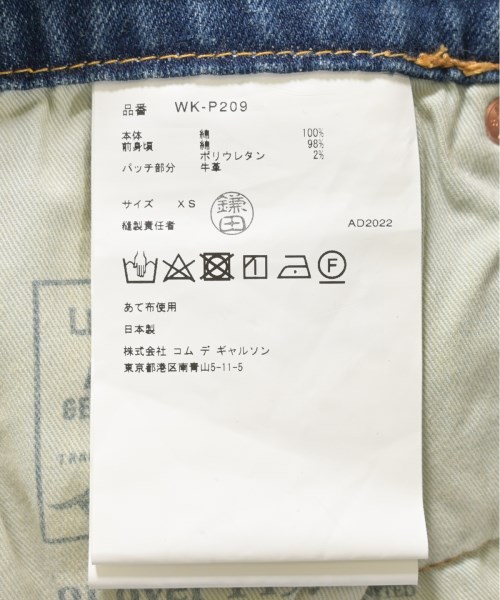 品番 WK-P209
本体 綿 100%
前身頃 綿 98%
ポリウレタン 2%
パッチ部分 牛革
サイズ XS
鎌田
縫製責任者 AD2022
F
あて布使用
日本製
株式会社 コム デ ギャルソン
東京都港区南青山5-11-5